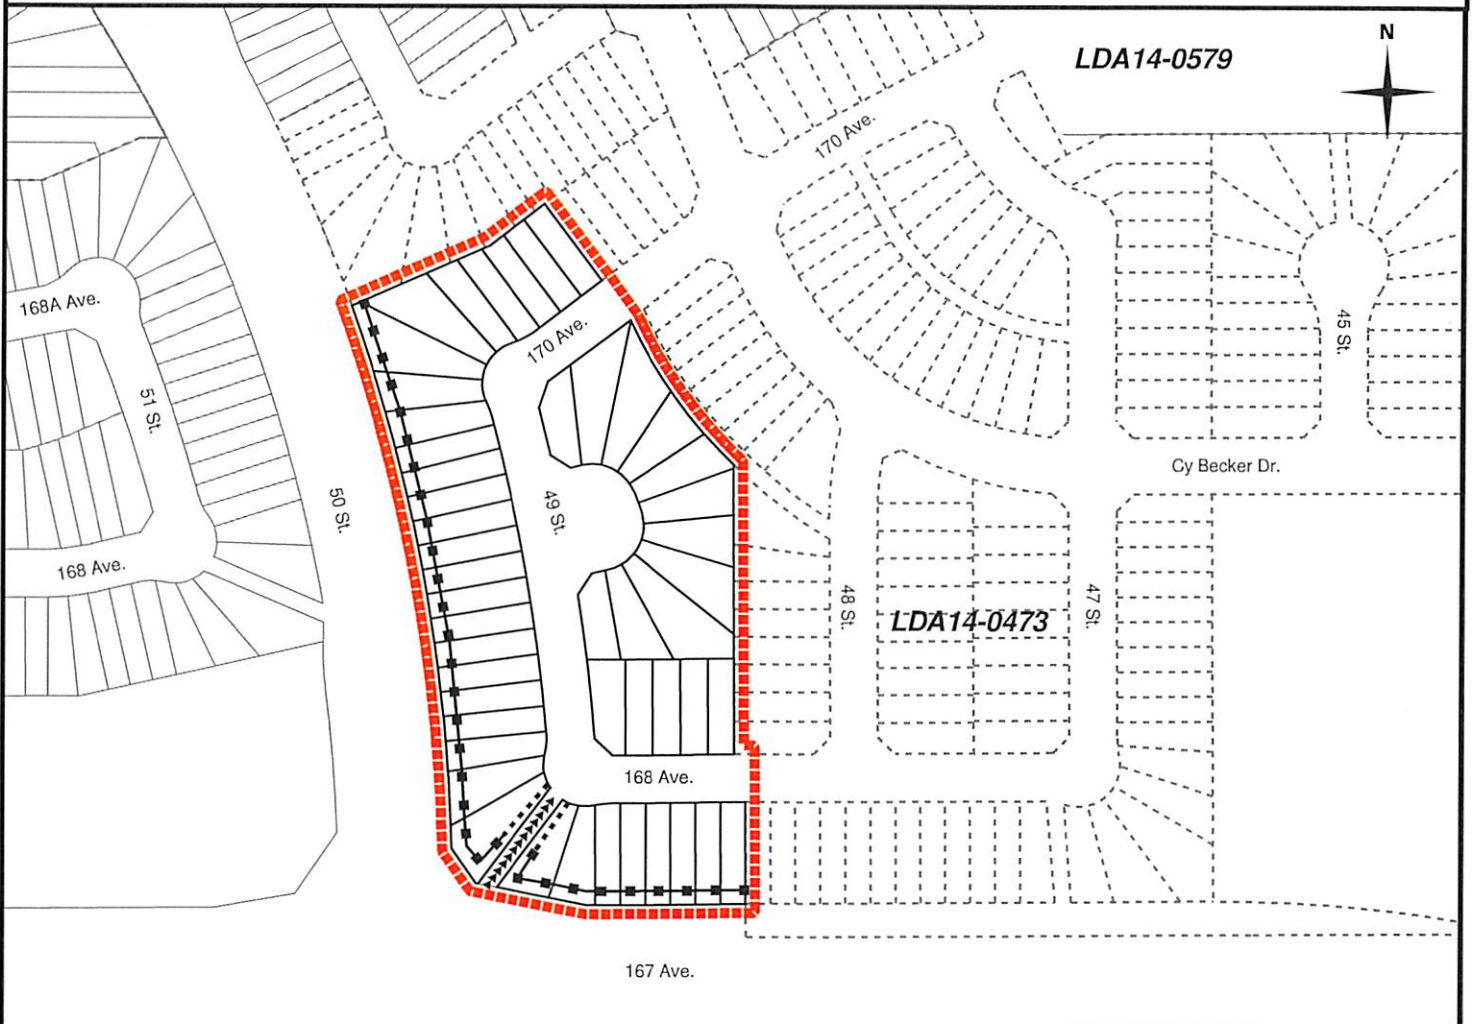 N
LDA14-0579
170 Ave.
168A Ave.
170 Ave.
45 St.
51 St.
Cy Becker Dr.
50 St.
49 St.
168 Ave.
48 St.
LDA14-0473
47 St.
168 Ave.
167 Ave.